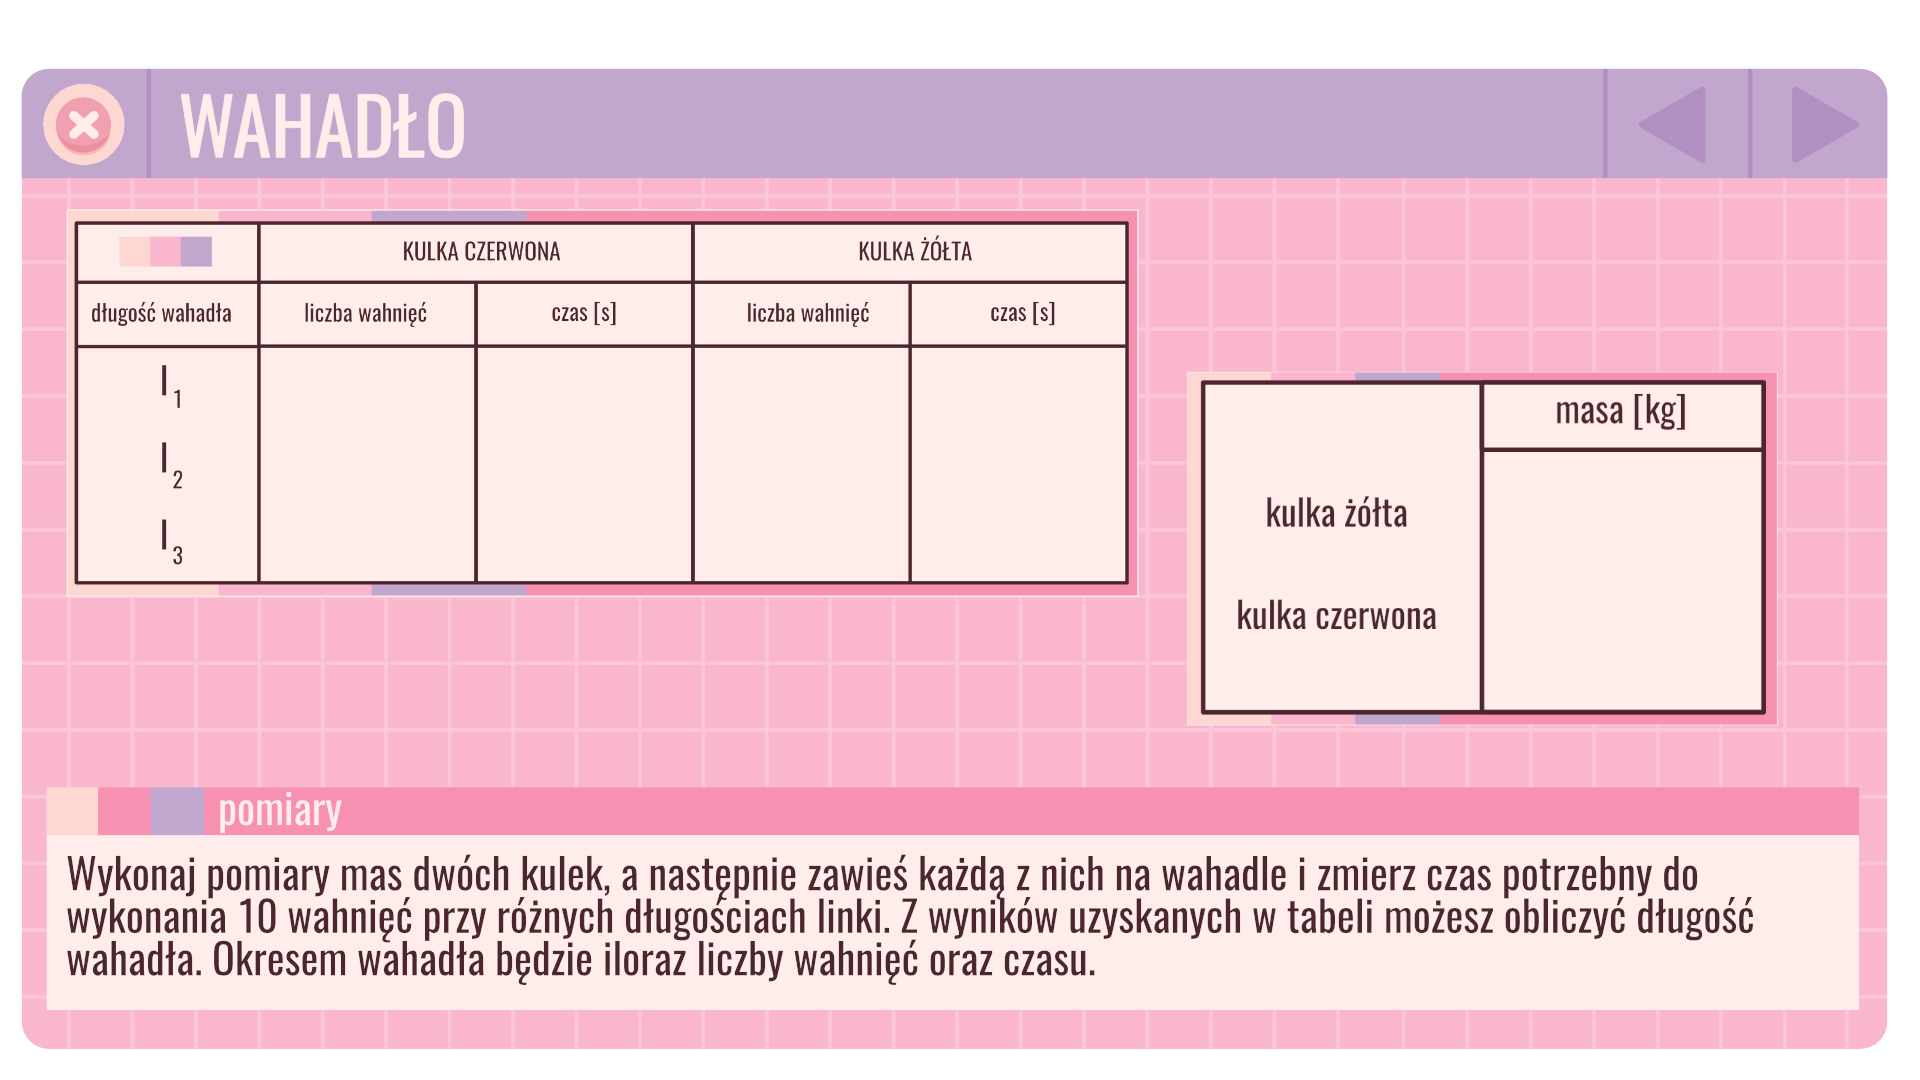 WAHADŁO
KULKA CZERWONA KULKA ŻÓŁTA
długość wahadła liczba wahnięć czas [s] liczba wahnięć czas [s]
l 1
l 2
l 3
masa [kg]
kulka żółta
kulka czerwona
pomiary
Wykonaj pomiary mas dwóch kulek, a następnie zawieś każdą z nich na wahadle i zmierz czas potrzebny do
wykonania 10 wahnięć przy różnych długościach linki. Z wyników uzyskanych w tabeli możesz obliczyć długość
wahadła. Okresem wahadła będzie iloraz liczby wahnięć oraz czasu.